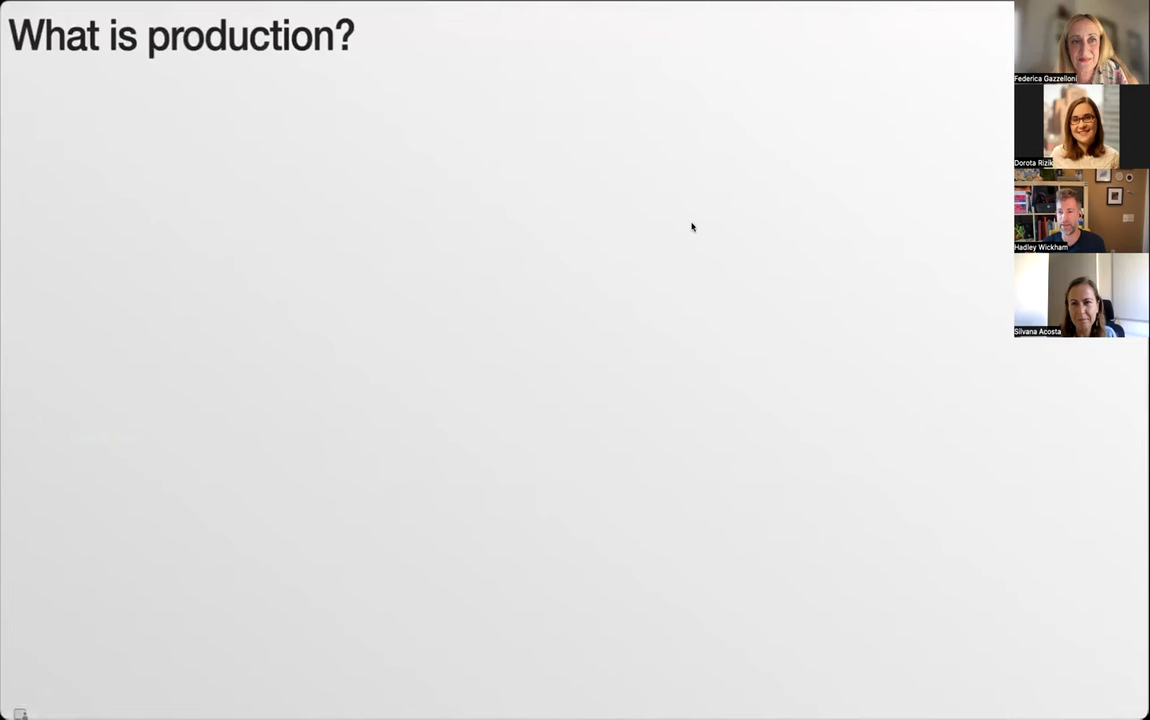 What is production?
Federica Gazzelloni
Dorota Rizik
Hadley Wickham
Silvana Acosta